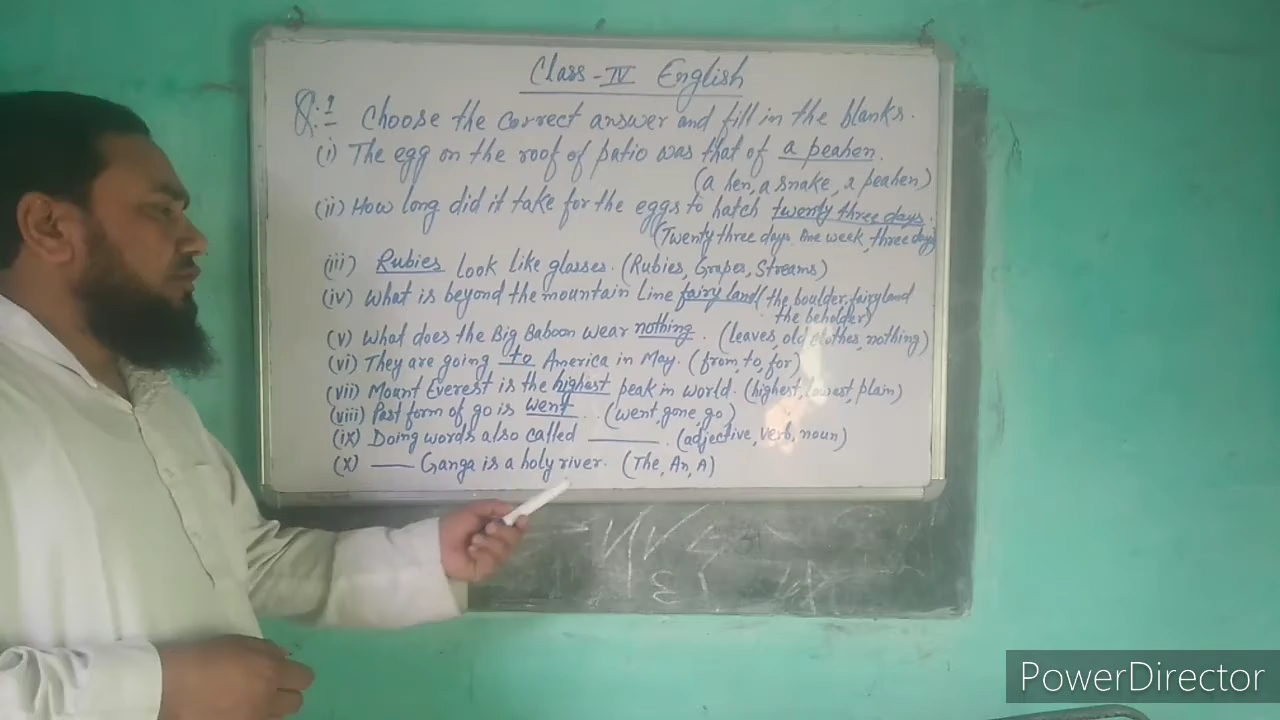 Class - IV English
Q.1 Choose the correct answer and fill in the blanks.
(i) The egg on the roof of patio was that of a peahen.
(a hen, a snake, a peahen)
(ii) How long did it take for the eggs to hatch twenty three days.
(Twenty three days, One week, three day)
(iii) Rubies look like glasses. (Rubies, Grapes, Streams)
(iv) What is beyond the mountain Line fairy land (the boulder, fairyland
the beholder)
(v) What does the Big Baboon wear nothing. (leaves, old clothes, nothing)
(vi) They are going to America in May. (from, to, for)
(vii) Mount Everest is the highest peak in world. (highest, lowest, plain)
(viii) Past form of go is went. (went, gone, go)
(ix) Doing words also called ______. (adjective, verb, noun)
(x) ____ Ganga is a holy river. (The, An, A)
PowerDirector